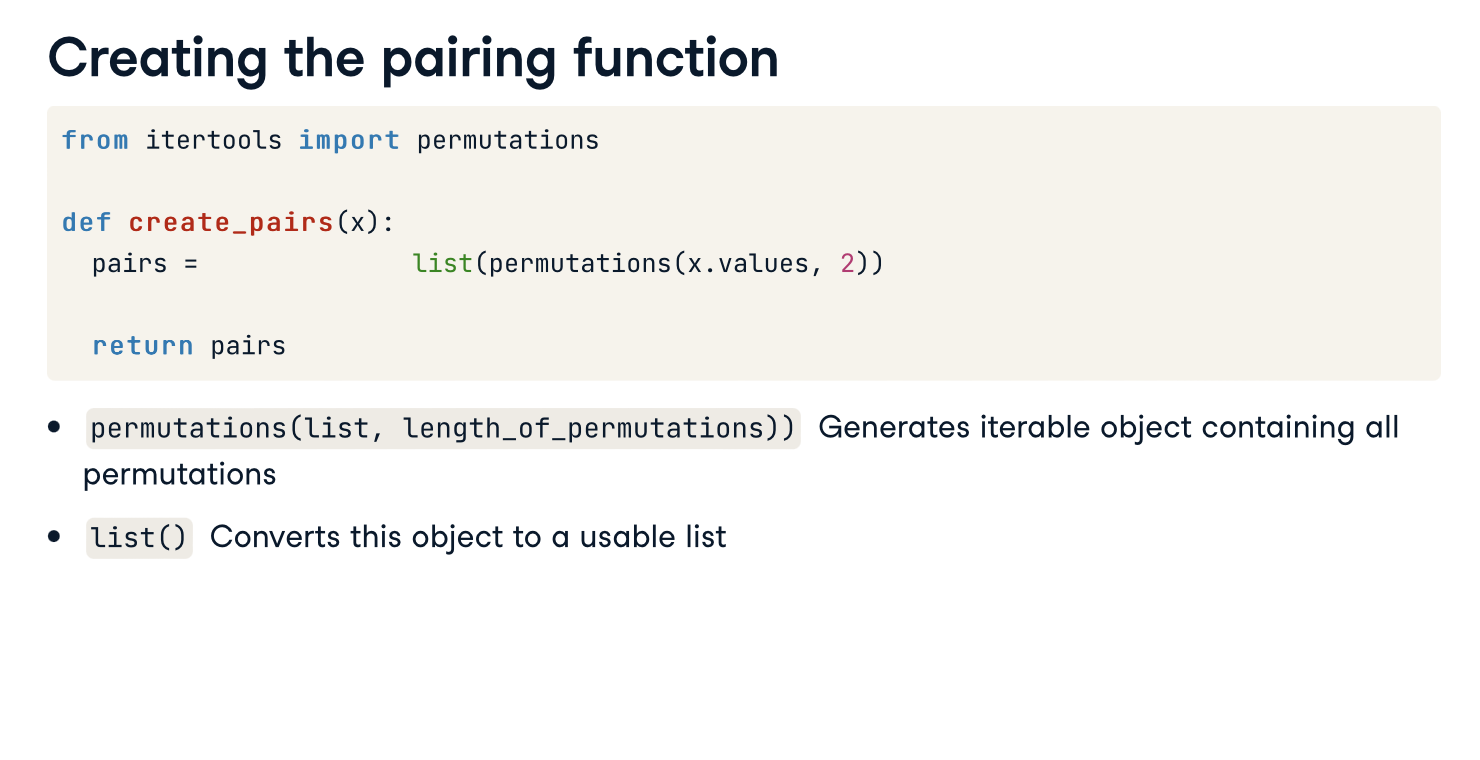 Creating the pairing function
from itertools import permutations
def create_pairs(x):
pairs = list(permutations(x.values, 2))
return pairs
• permutations(list, length_of_permutations)) Generates iterable object containing all
permutations
• list() Converts this object to a usable list